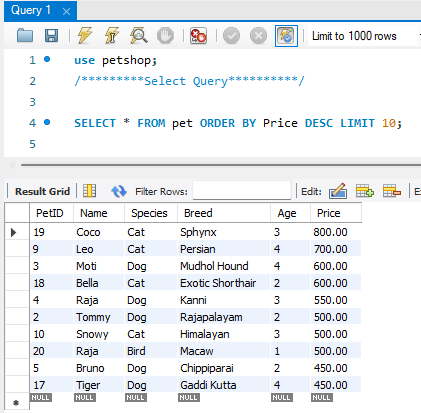 Query 1
Limit to 1000 rows
1 use petshop;
2 /*********Select Query**********/
3
4 SELECT * FROM pet ORDER BY Price DESC LIMIT 10;
5
Result Grid Filter Rows: Edit:
PetID Name Species Breed Age Price
19 Coco Cat Sphynx 3 800.00
9 Leo Cat Persian 4 700.00
3 Moti Dog Mudhol Hound 4 600.00
18 Bella Cat Exotic Shorthair 2 600.00
4 Raja Dog Kanni 3 550.00
2 Tommy Dog Rajapalayam 2 500.00
10 Snowy Cat Himalayan 3 500.00
20 Raja Bird Macaw 1 500.00
5 Bruno Dog Chippiparai 2 450.00
17 Tiger Dog Gaddi Kutta 4 450.00
NULL NULL NULL NULL NULL NULL